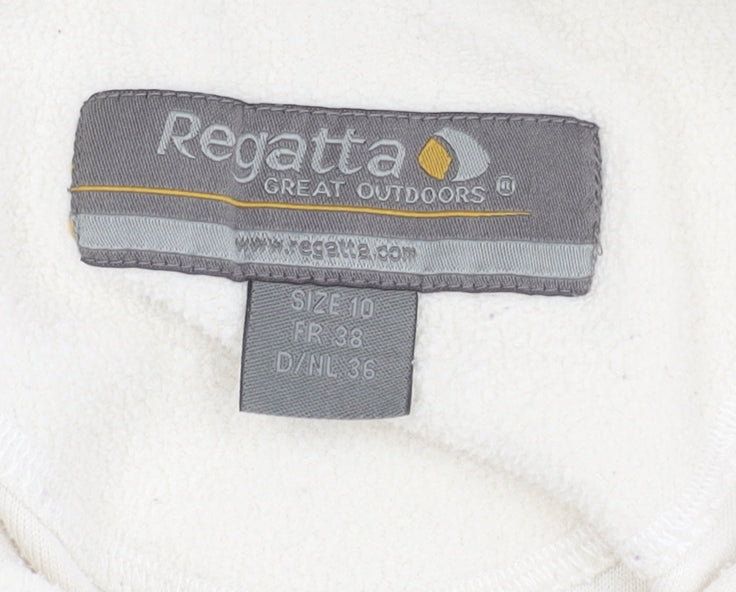 Regatta
GREAT OUTDOORS ®
www.regatta.com
SIZE 10
FR 38
D/NL 36